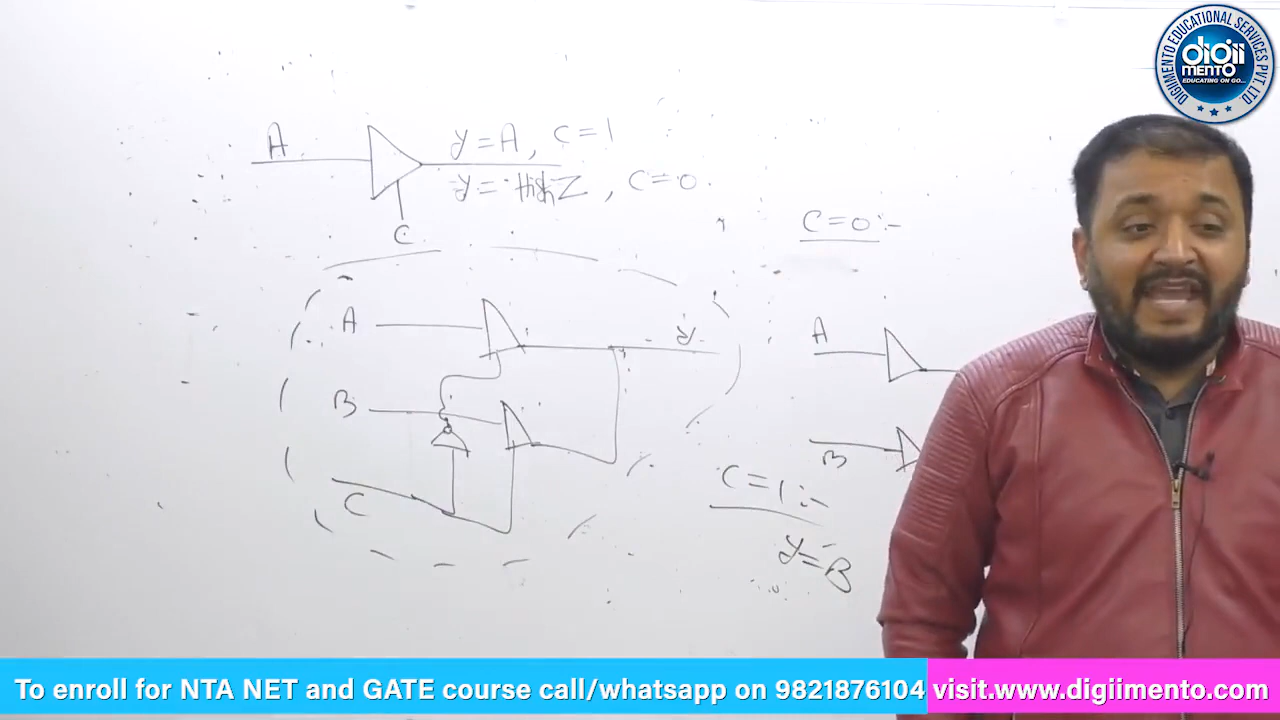 A
y = A, C = 1
y = High Z, C = 0
C
C = 0 :-
A
y
B
C
A
B
C = 1 :-
y = B
DIGIIMENTO EDUCATIONAL SERVICES PVT. LTD
DIGII
MENTO
EDUCATING ON GO...
To enroll for NTA NET and GATE course call/whatsapp on 9821876104 visit.www.digiimento.com